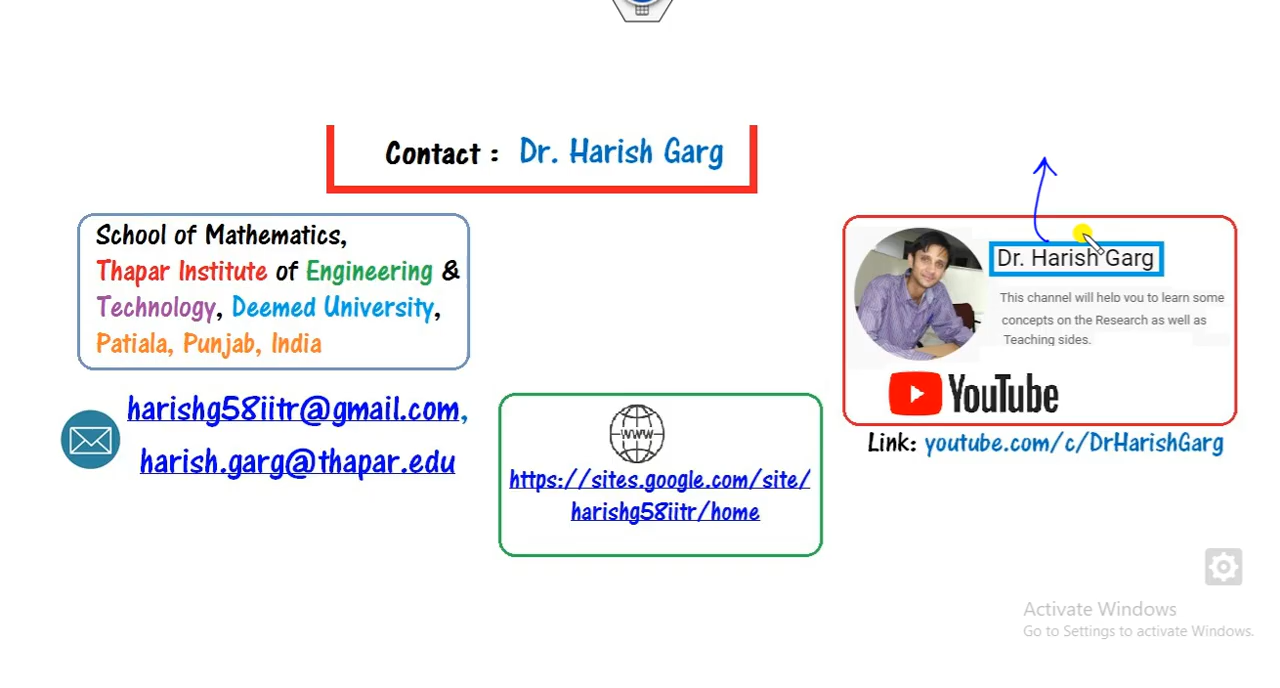 Contact : Dr. Harish Garg
School of Mathematics,
Thapar Institute of Engineering &
Technology, Deemed University,
Patiala, Punjab, India
harishg58iitr@gmail.com,
harish.garg@thapar.edu
www
https://sites.google.com/site/
harishg58iitr/home
Dr. Harish Garg
This channel will help you to learn some
concepts on the Research as well as
Teaching sides.
YouTube
Link: youtube.com/c/DrHarishGarg
Activate Windows
Go to Settings to activate Windows.